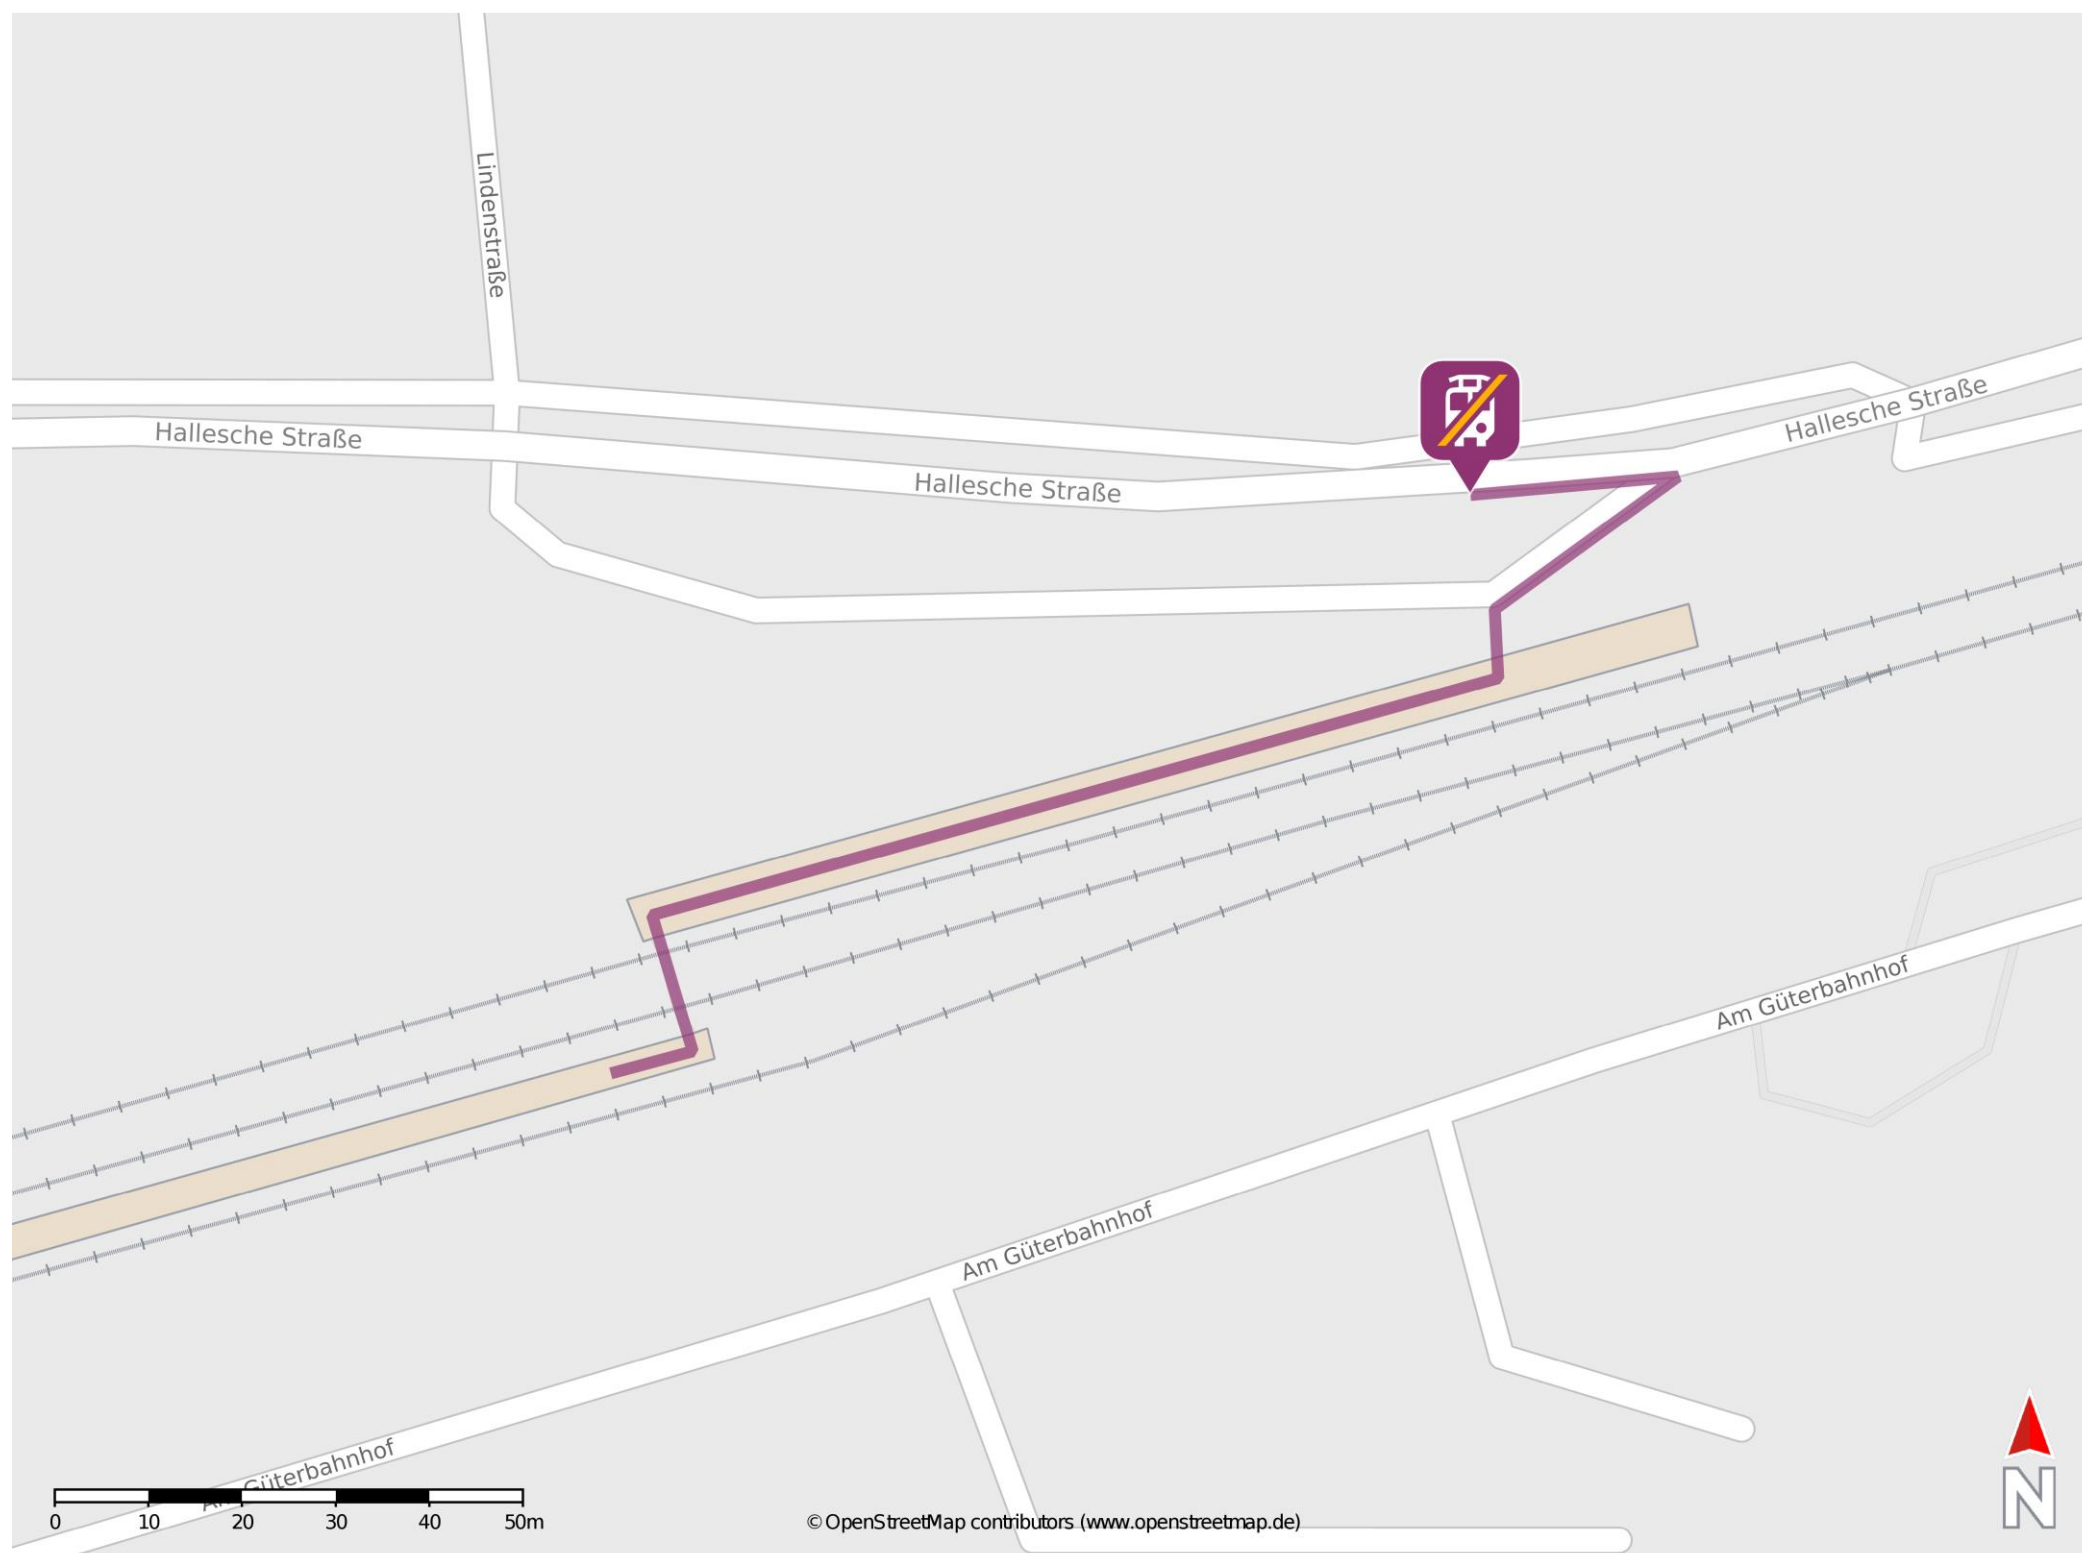 Lindenstraße
Hallesche Straße
Hallesche Straße
Hallesche Straße
Am Güterbahnhof
Am Güterbahnhof
Am Güterbahnhof
0 10 20 30 40 50m
© OpenStreetMap contributors (www.openstreetmap.de)
N